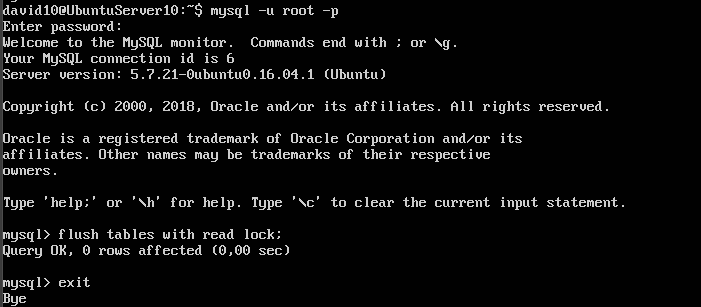 david10@UbuntuServer10:~$ mysql -u root -p
Enter password:
Welcome to the MySQL monitor.  Commands end with ; or \g.
Your MySQL connection id is 6
Server version: 5.7.21-0ubuntu0.16.04.1 (Ubuntu)
Copyright (c) 2000, 2018, Oracle and/or its affiliates. All rights reserved.
Oracle is a registered trademark of Oracle Corporation and/or its
affiliates. Other names may be trademarks of their respective
owners.
Type 'help;' or '\h' for help. Type '\c' to clear the current input statement.
mysql> flush tables with read lock;
Query OK, 0 rows affected (0,00 sec)
mysql> exit
Bye